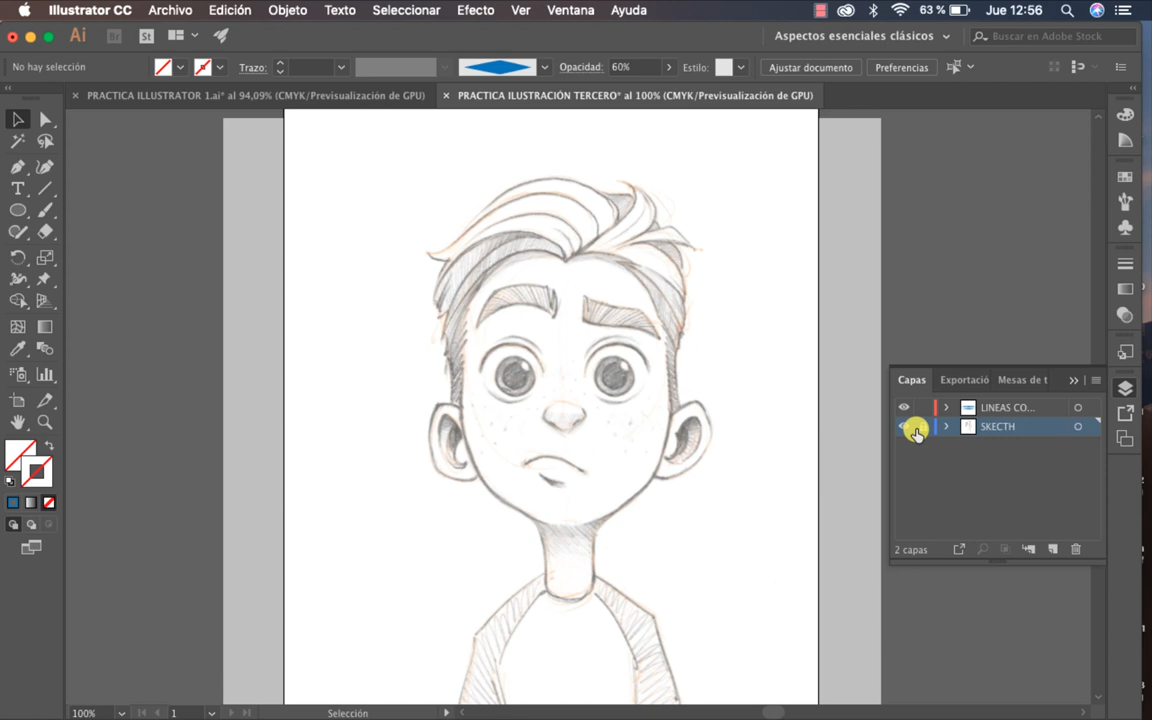 Illustrator CC Archivo Edición Objeto Texto Seleccionar Efecto Ver Ventana Ayuda 63 % Jue 12:56
Ai Br St Aspectos esenciales clásicos Buscar en Adobe Stock
No hay selección Trazo: Opacidad: 60% Estilo: Ajustar documento Preferencias
× PRACTICA ILLUSTRATOR 1.ai* al 94,09% (CMYK/Previsualización de GPU) × PRACTICA ILUSTRACIÓN TERCERO* al 100% (CMYK/Previsualización de GPU)
Capas Exportació Mesas de t
LINEAS CO...
SKECTH
2 capas
100% 1 Selección